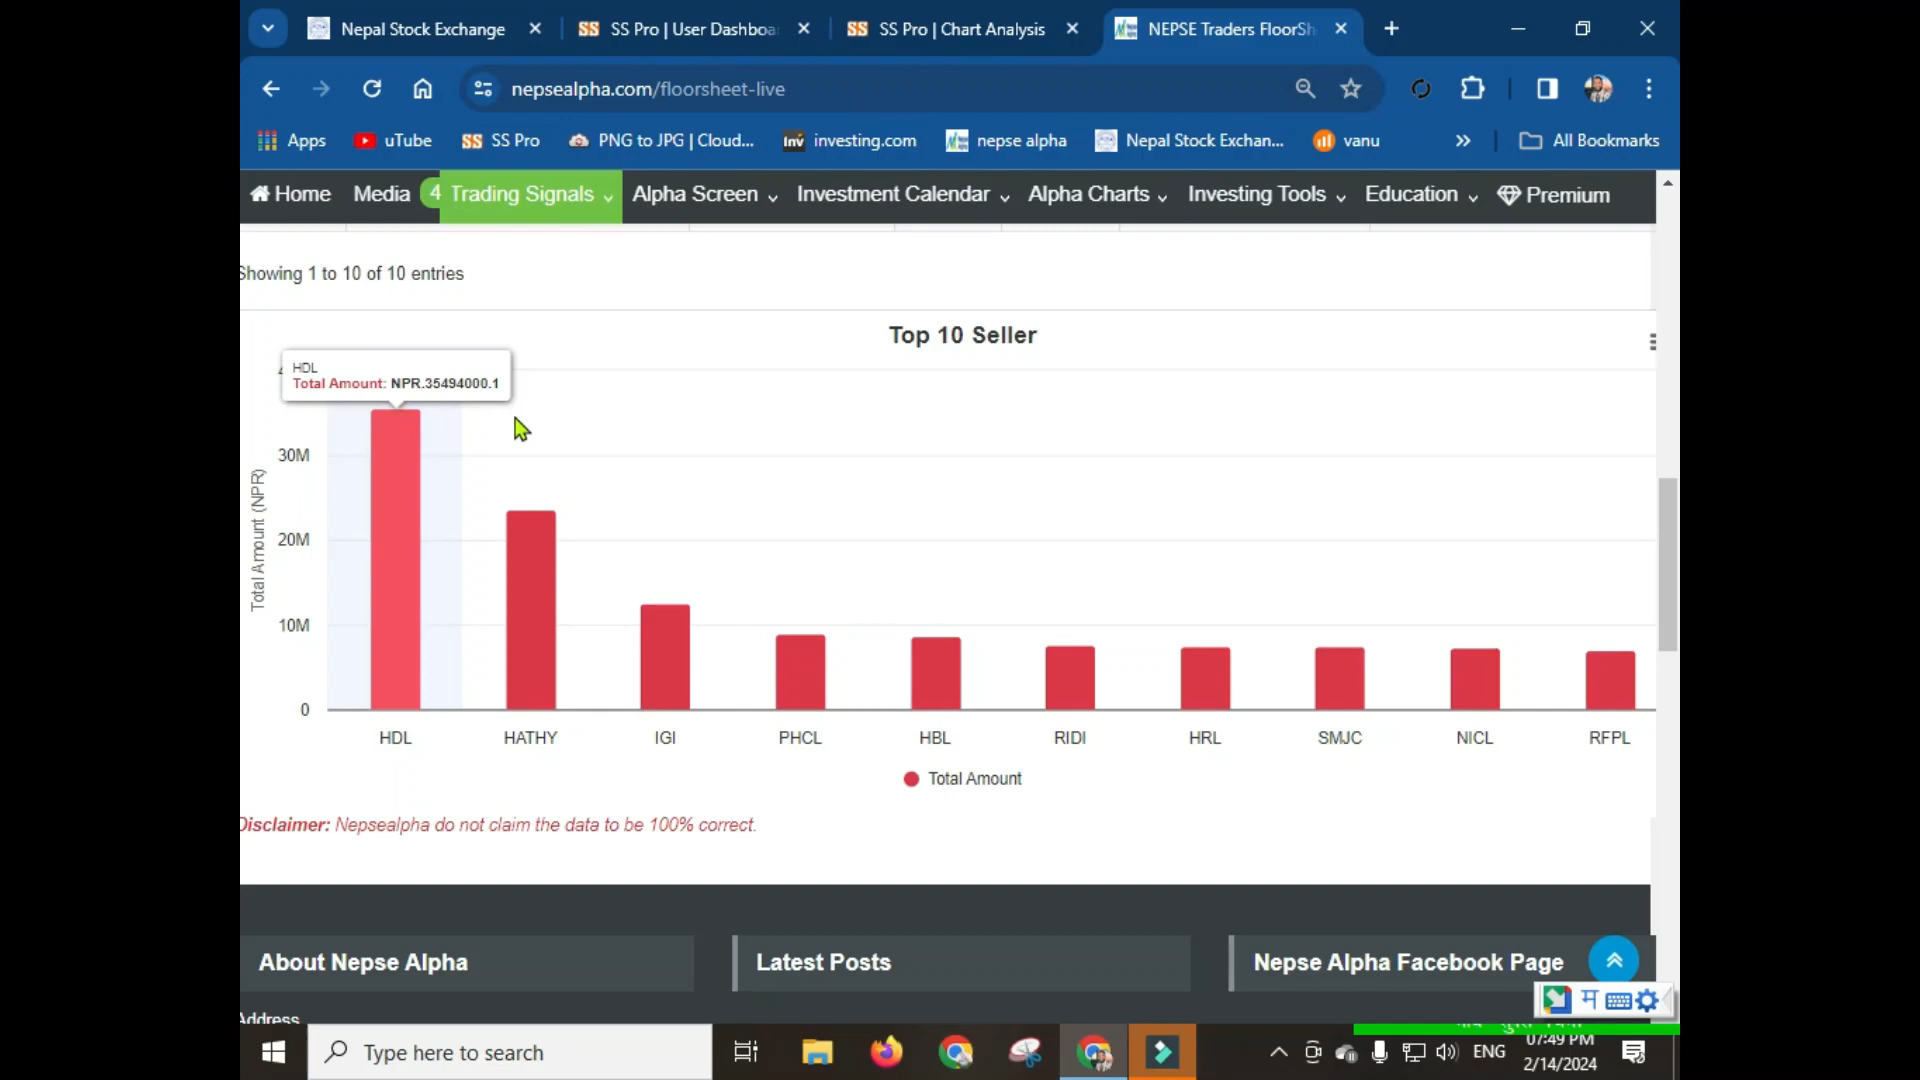 Nepal Stock Exchange
SS Pro | User Dashboa
SS Pro | Chart Analysis
NEPSE Traders FloorSh
nepsealpha.com/floorsheet-live
Apps
uTube
SS Pro
PNG to JPG | Cloud...
Inv investing.com
nepse alpha
Nepal Stock Exchan...
vanu
All Bookmarks
Home
Media
4
Trading Signals
Alpha Screen
Investment Calendar
Alpha Charts
Investing Tools
Education
Premium
Showing 1 to 10 of 10 entries
Top 10 Seller
HDL
Total Amount: NPR.35494000.1
30M
20M
10M
0
Total Amount (NPR)
HDL
HATHY
IGI
PHCL
HBL
RIDI
HRL
SMJC
NICL
RFPL
Total Amount
Disclaimer: Nepsealpha do not claim the data to be 100% correct.
About Nepse Alpha
Latest Posts
Nepse Alpha Facebook Page
Address
म
Type here to search
ENG
07:49 PM
2/14/2024